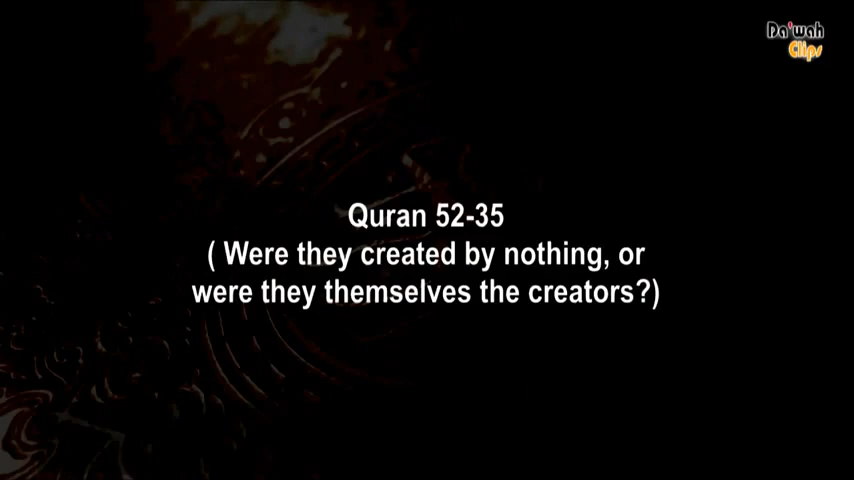 Da'wah
Clips
Quran 52-35
( Were they created by nothing, or
were they themselves the creators?)